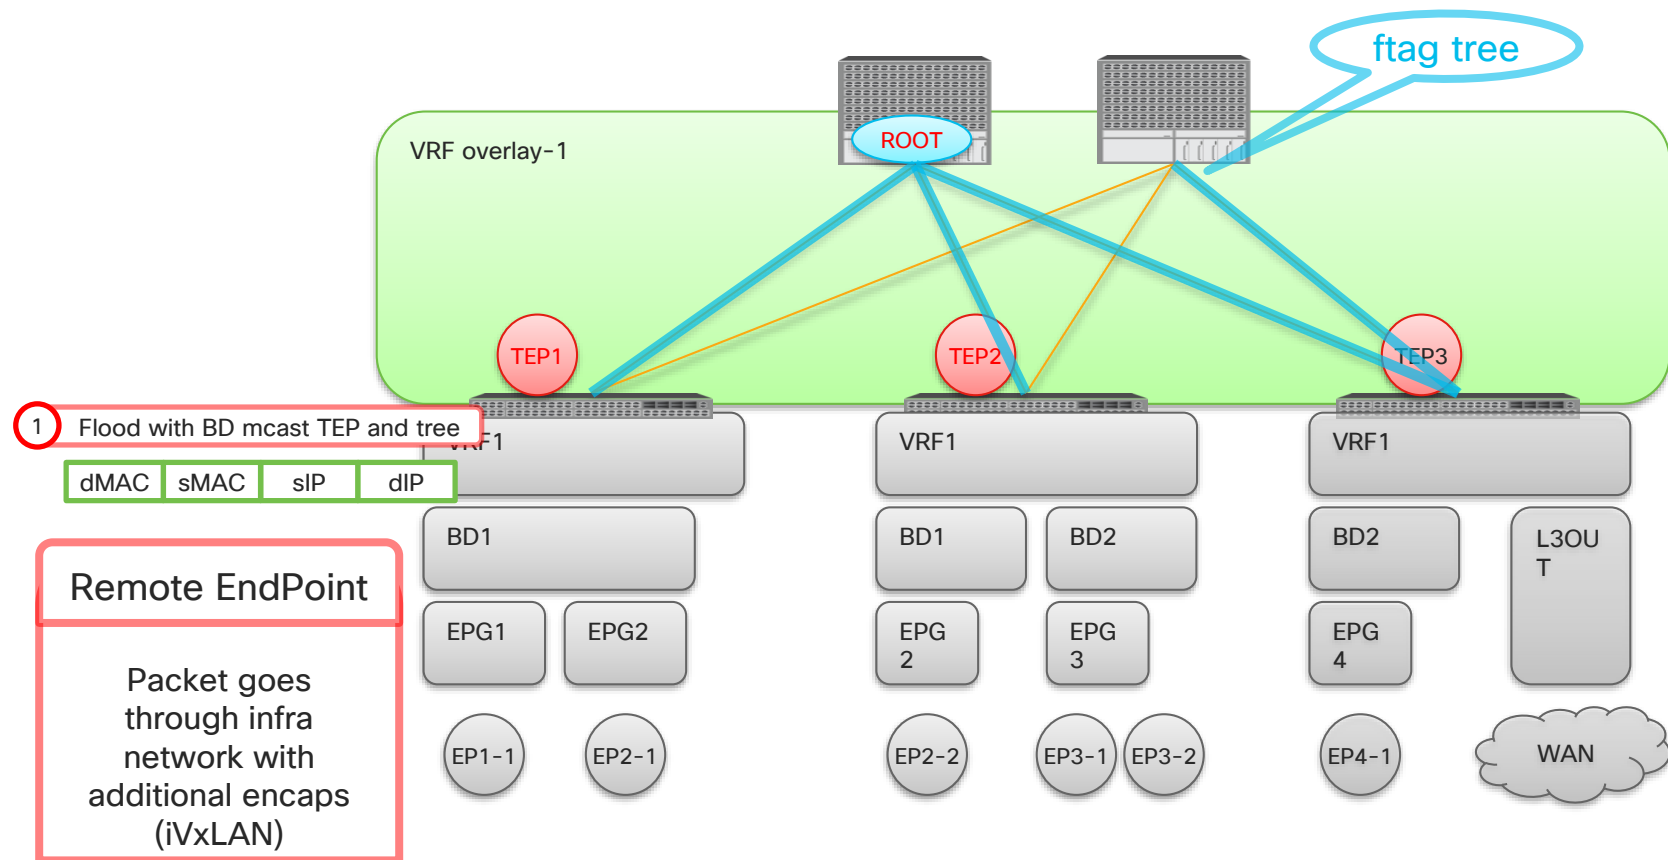 ftag tree
ROOT
VRF overlay-1
TEP1
TEP2
TEP3
1 Flood with BD mcast TEP and tree
dMAC sMAC sIP dIP
VRF1
VRF1
VRF1
BD1
BD1
BD2
BD2
L3OU
T
EPG1
EPG2
EPG
2
EPG
3
EPG
4
EP1-1
EP2-1
EP2-2
EP3-1
EP3-2
EP4-1
WAN
Remote EndPoint
Packet goes
through infra
network with
additional encaps
(iVxLAN)